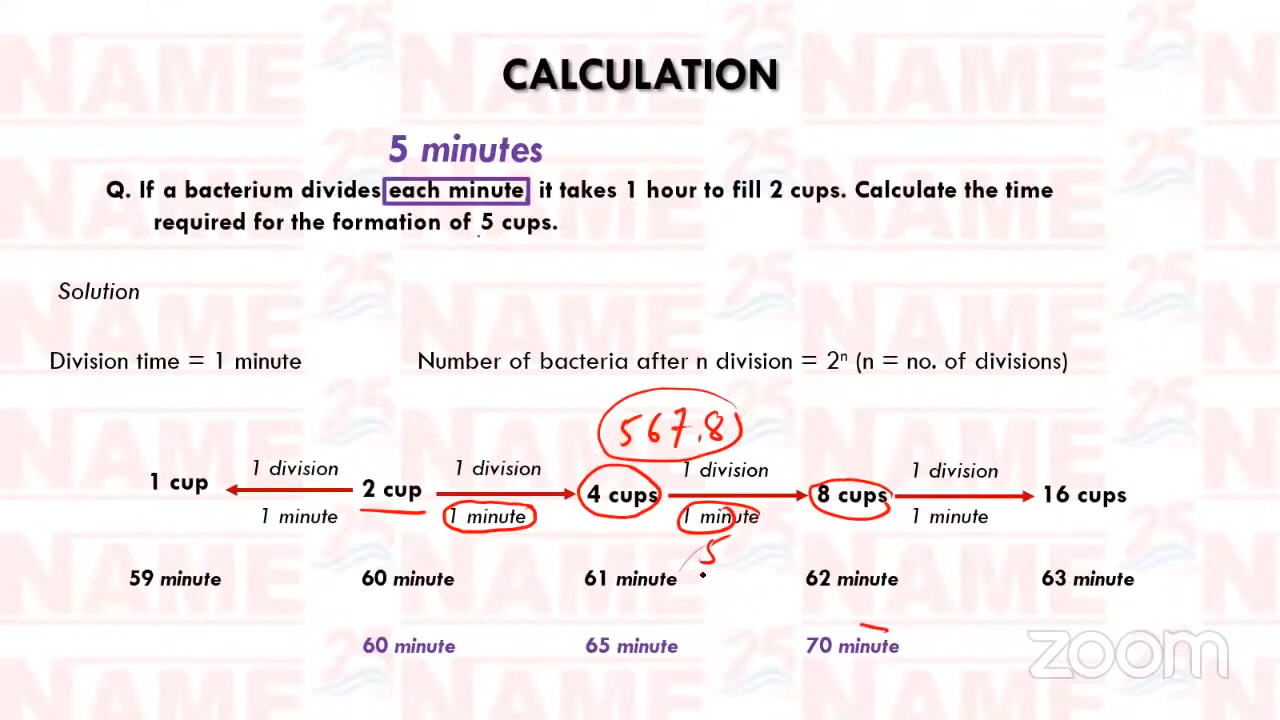 CALCULATION
5 minutes
Q. If a bacterium divides each minute it takes 1 hour to fill 2 cups. Calculate the time
required for the formation of 5 cups.
Solution
Division time = 1 minute
Number of bacteria after n division = 2ⁿ (n = no. of divisions)
567.8
1 division 1 division 1 division 1 division
1 cup 2 cup 4 cups 8 cups 16 cups
1 minute 1 minute 1 minute 1 minute
5
59 minute 60 minute 61 minute 62 minute 63 minute
60 minute 65 minute 70 minute
zoom
NAME
25